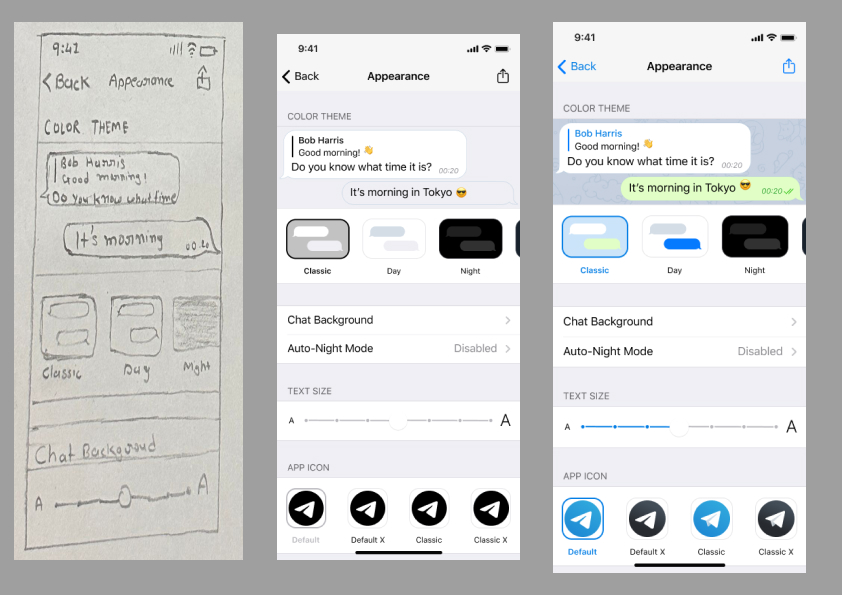 9:41
Back Appearance
COLOR THEME
Bob Harris
Good morning!
Do you know what time
It's morning 00:20
Classic Day Night
Chat Background
A A
9:41
Back Appearance
COLOR THEME
Bob Harris
Good morning! 👋
Do you know what time it is? 00:20
It's morning in Tokyo 😎
Classic Day Night
Chat Background
Auto-Night Mode Disabled
TEXT SIZE
A A
APP ICON
Default Default X Classic Classic X
9:41
Back Appearance
COLOR THEME
Bob Harris
Good morning! 👋
Do you know what time it is? 00:20
It's morning in Tokyo 😎 00:20
Classic Day Night
Chat Background
Auto-Night Mode Disabled
TEXT SIZE
A A
APP ICON
Default Default X Classic Classic X